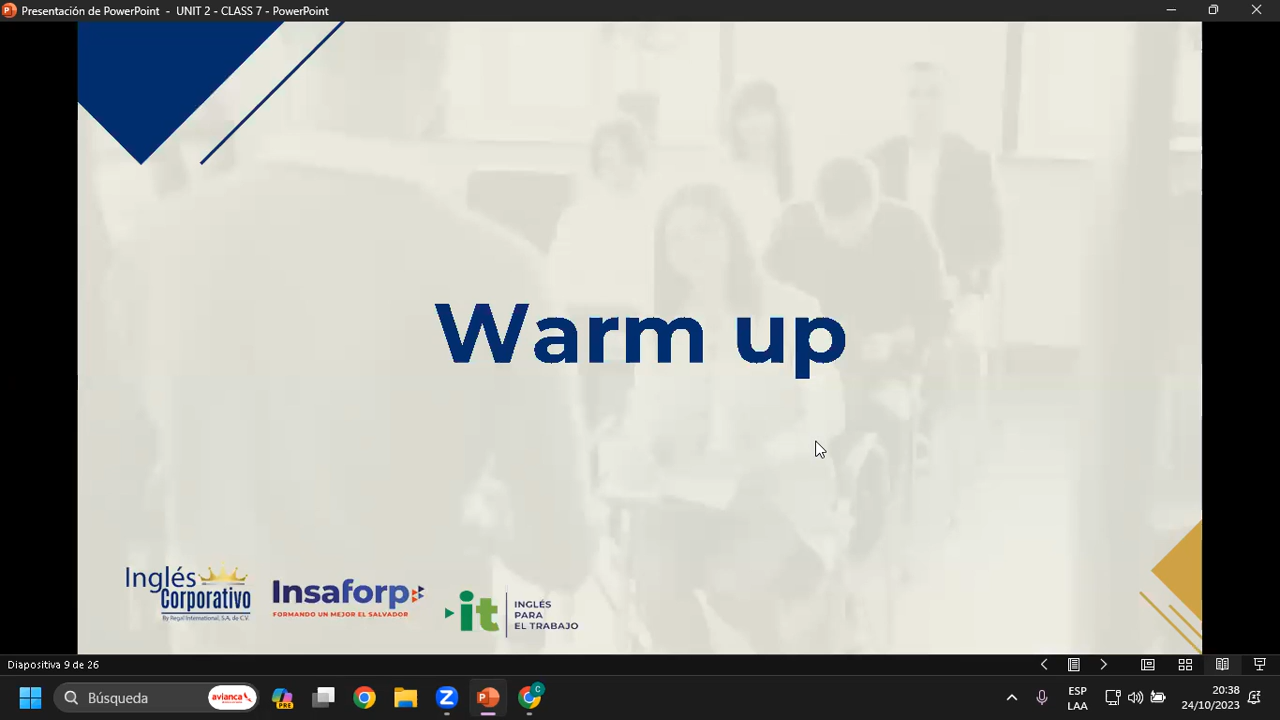 Presentación de PowerPoint - UNIT 2 - CLASS 7 - PowerPoint
Warm up
Inglés
Corporativo
By Regal International, S.A. de C.V.
Insaforp
FORMANDO UN MEJOR EL SALVADOR
it
INGLÉS
PARA
EL TRABAJO
Diapositiva 9 de 26
Búsqueda
avianca
PRE
C
ESP
LAA
20:38
24/10/2023